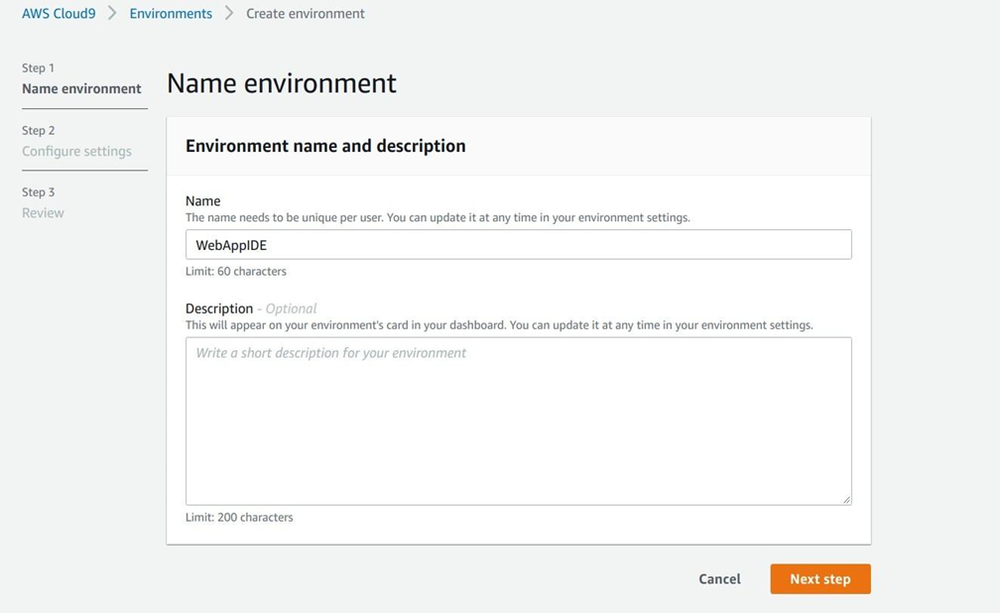 AWS Cloud9 > Environments > Create environment
Step 1
Name environment
Step 2
Configure settings
Step 3
Review
Name environment
Environment name and description
Name
The name needs to be unique per user. You can update it at any time in your environment settings.
WebAppIDE
Limit: 60 characters
Description - Optional
This will appear on your environment's card in your dashboard. You can update it at any time in your environment settings.
Write a short description for your environment
Limit: 200 characters
Cancel
Next step